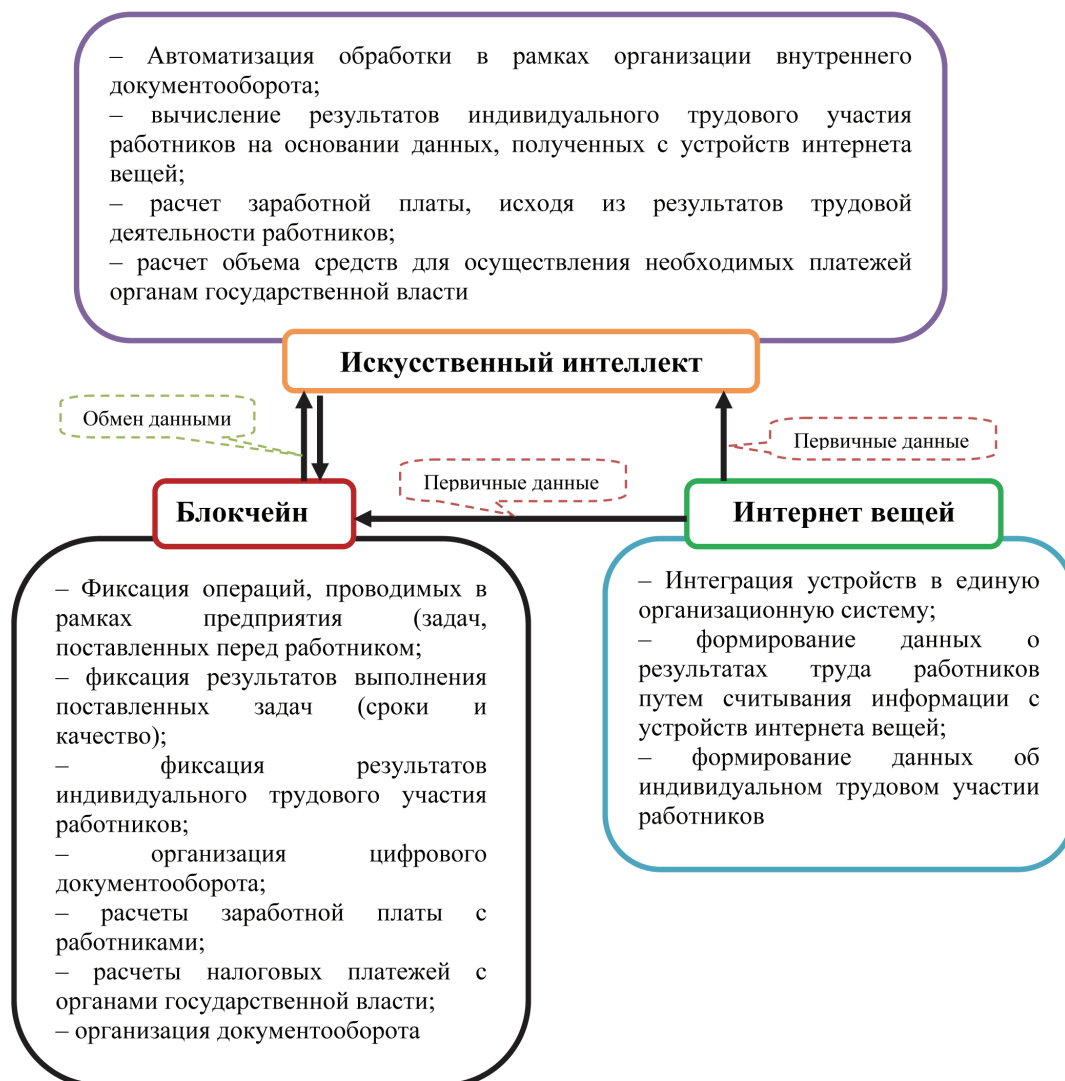 – Автоматизация обработки в рамках организации внутреннего
документооборота;
– вычисление результатов индивидуального трудового участия
работников на основании данных, полученных с устройств интернета
вещей;
– расчет заработной платы, исходя из результатов трудовой
деятельности работников;
– расчет объема средств для осуществления необходимых платежей
органам государственной власти
Искусственный интеллект
Обмен данными
Первичные данные
Первичные данные
Блокчейн
Интернет вещей
– Фиксация операций, проводимых в
рамках предприятия (задач,
поставленных перед работником;
– фиксация результатов выполнения
поставленных задач (сроки и
качество);
– фиксация результатов
индивидуального трудового участия
работников;
– организация цифрового
документооборота;
– расчеты заработной платы с
работниками;
– расчеты налоговых платежей с
органами государственной власти;
– организация документооборота
– Интеграция устройств в единую
организационную систему;
– формирование данных о
результатах труда работников
путем считывания информации с
устройств интернета вещей;
– формирование данных об
индивидуальном трудовом участии
работников